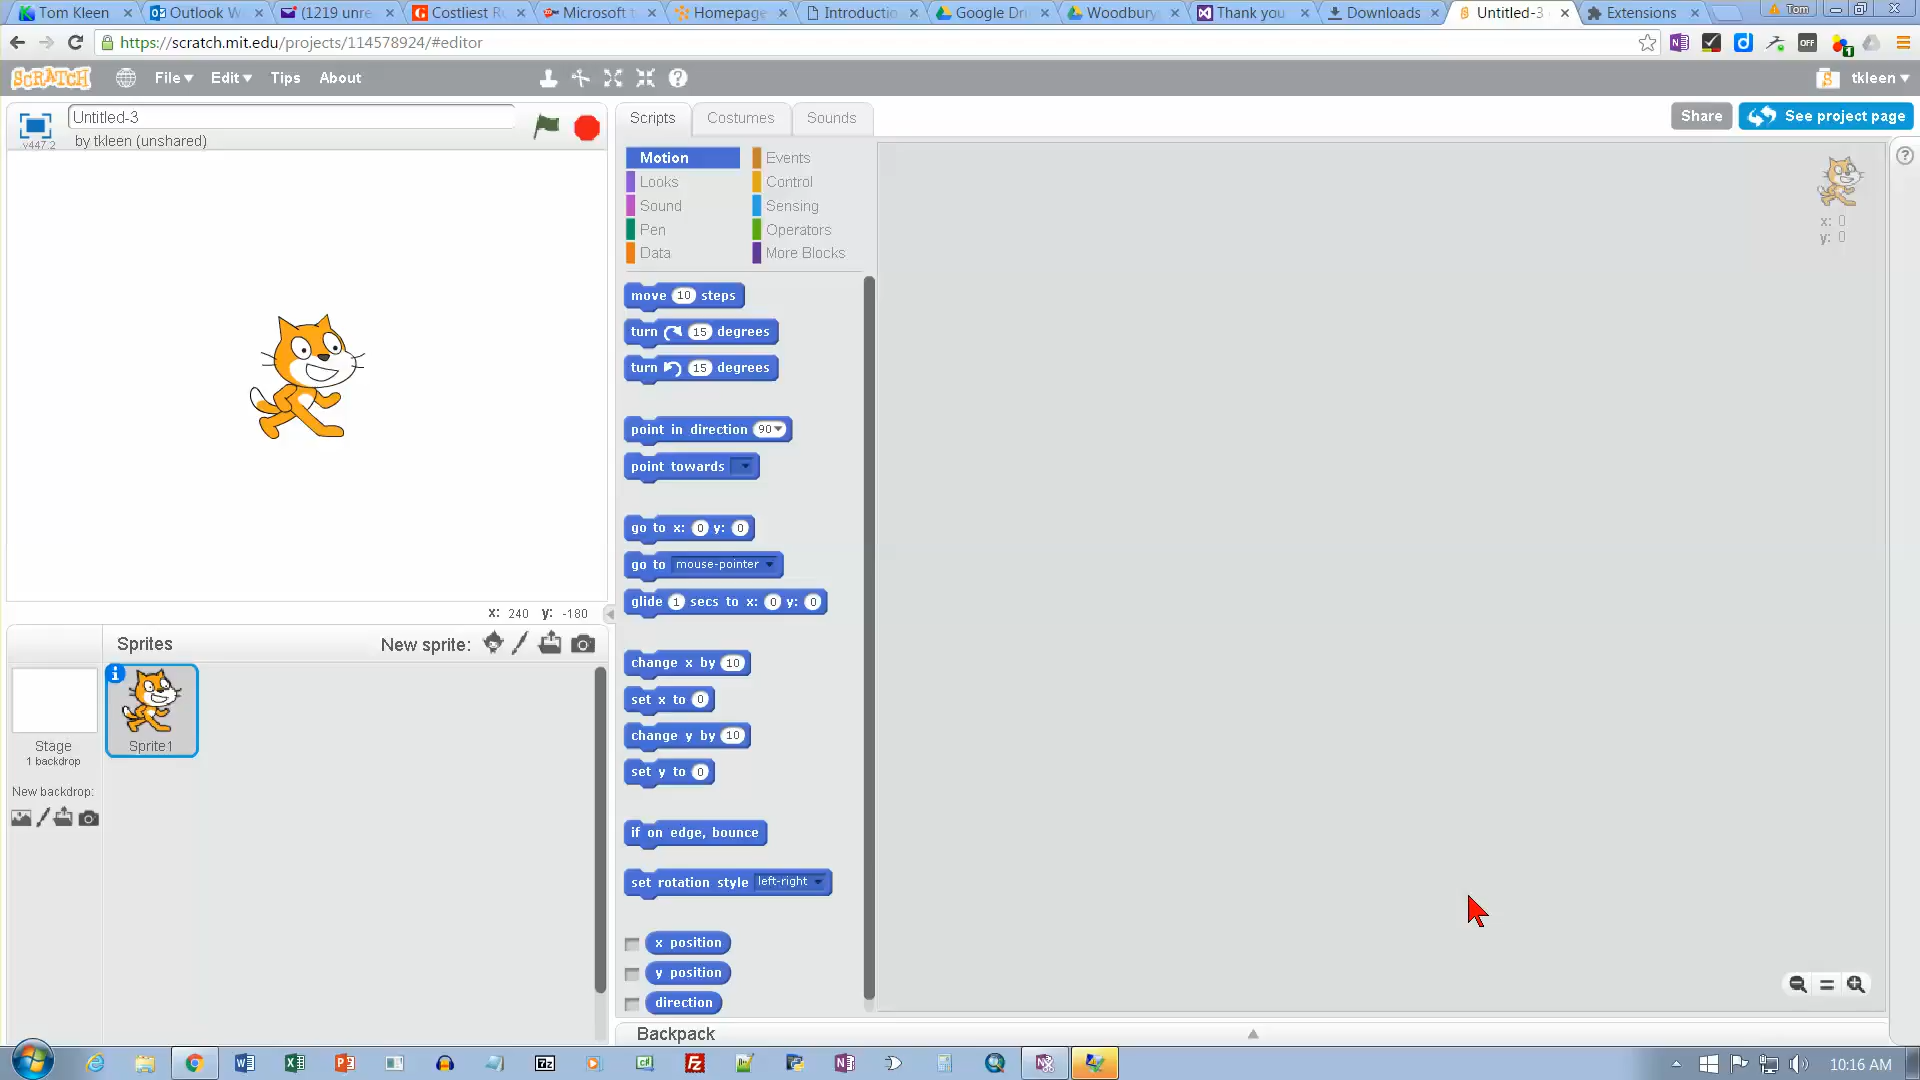 Tom Kleen
Outlook W
(1219 unre
Costliest R
Microsoft
Homepag
Introductio
Google Dri
Woodbury
Thank you
Downloads
Untitled-3
Extensions
Tom
https://scratch.mit.edu/projects/114578924/#editor
OFF
1
SCRATCH
File
Edit
Tips
About
tkleen
Untitled-3
by tkleen (unshared)
v447.2
Scripts
Costumes
Sounds
Share
See project page
Motion
Events
Looks
Control
Sound
Sensing
Pen
Operators
Data
More Blocks
x: 0
y: 0
move 10 steps
turn 15 degrees
turn 15 degrees
point in direction 90
point towards
go to x: 0 y: 0
go to mouse-pointer
glide 1 secs to x: 0 y: 0
change x by 10
set x to 0
change y by 10
set y to 0
if on edge, bounce
set rotation style left-right
x position
y position
direction
x: 240 y: -180
Sprites
New sprite:
Sprite1
Stage
1 backdrop
New backdrop:
Backpack
10:16 AM